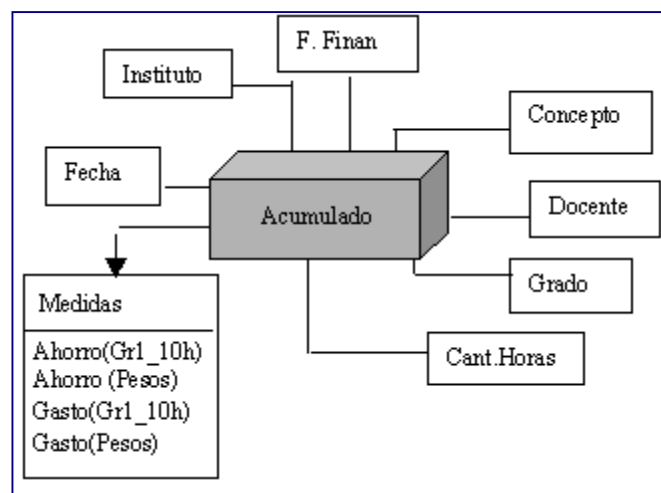 F. Finan
Instituto
Concepto
Fecha
Acumulado
Docente
Grado
Medidas
Ahorro(Gr1_10h)
Ahorro (Pesos)
Gasto(Gr1_10h)
Gasto(Pesos)
Cant.Horas